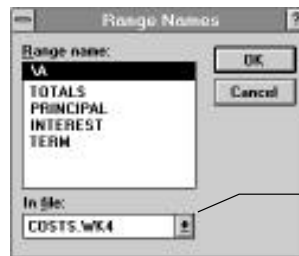 Range Names
Range name:
\A
TOTALS
PRINCIPAL
INTEREST
TERM
OK
Cancel
In file:
COSTS.WK4